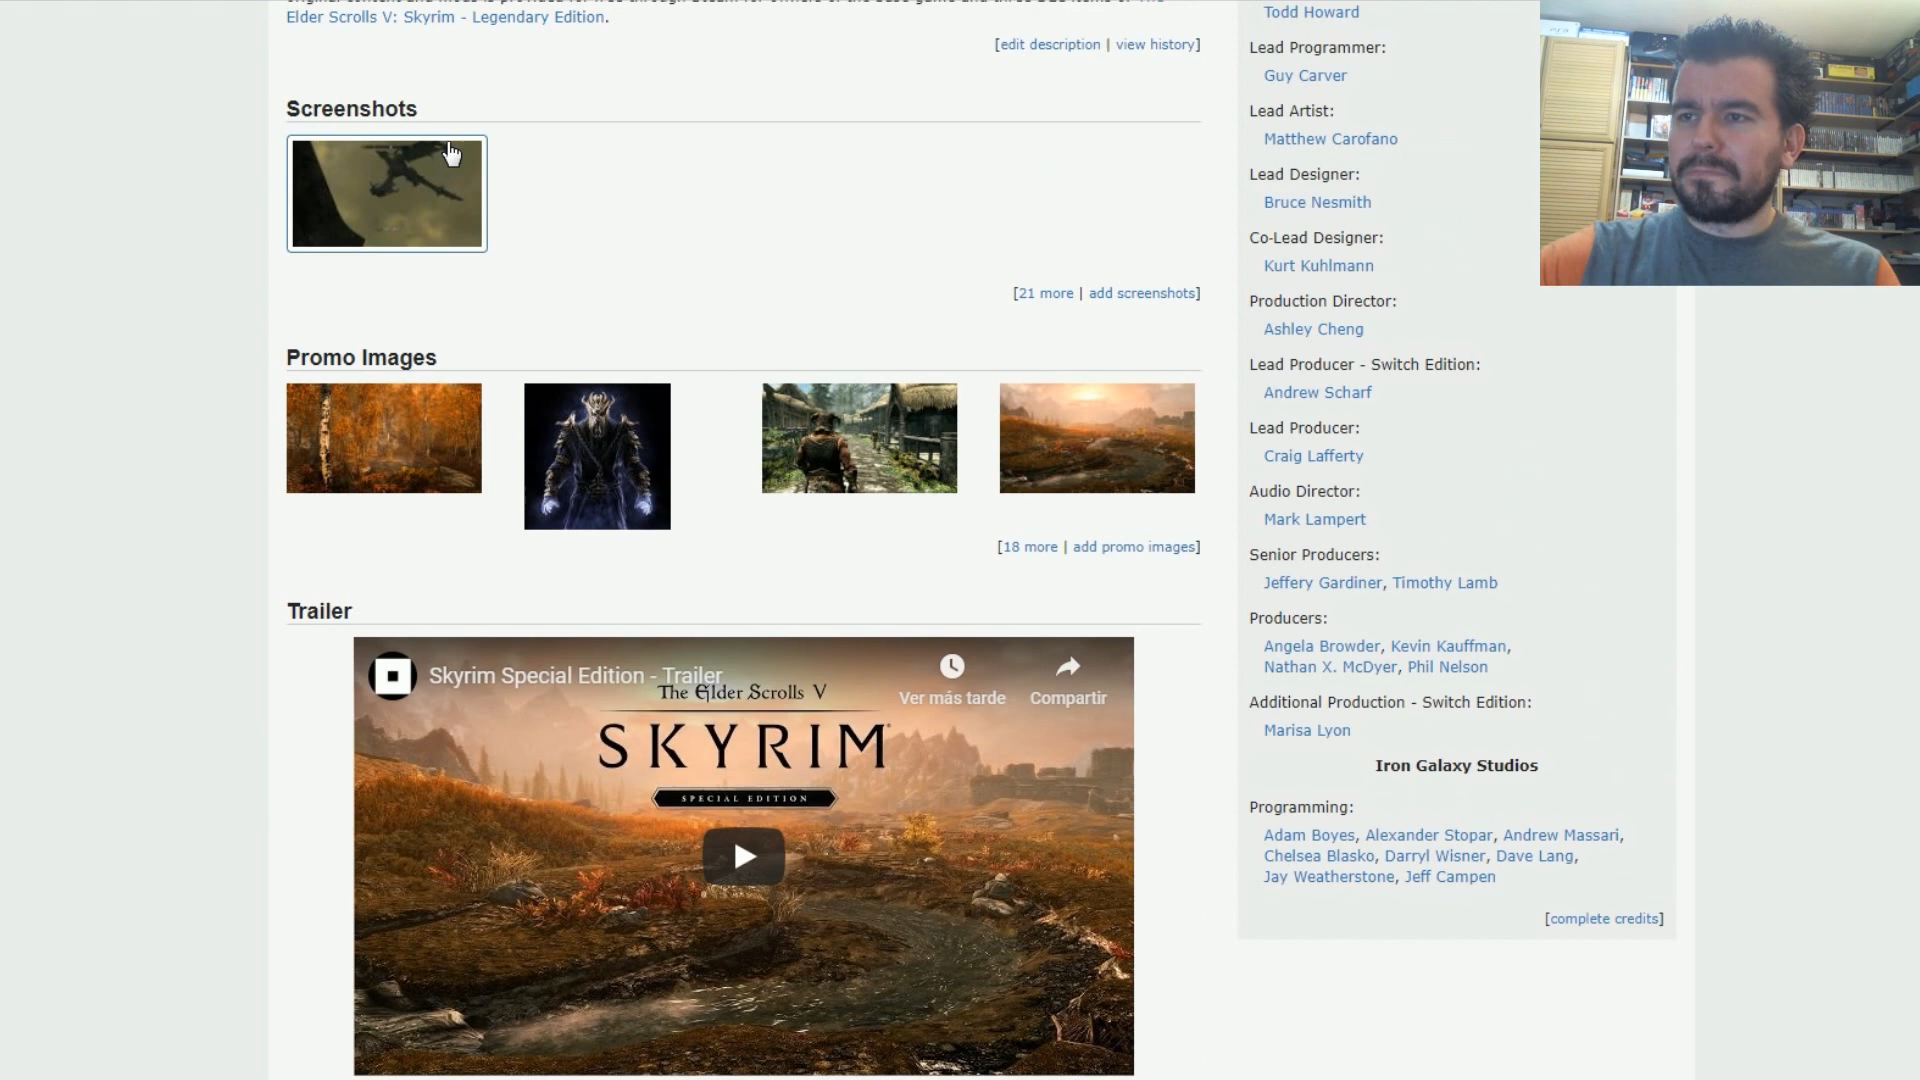 Elder Scrolls V: Skyrim - Legendary Edition.
[edit description | view history]
Screenshots
[21 more | add screenshots]
Promo Images
[18 more | add promo images]
Trailer
Skyrim Special Edition - Trailer
Ver más tarde
Compartir
The Elder Scrolls V
SKYRIM
SPECIAL EDITION
Todd Howard
Lead Programmer:
Guy Carver
Lead Artist:
Matthew Carofano
Lead Designer:
Bruce Nesmith
Co-Lead Designer:
Kurt Kuhlmann
Production Director:
Ashley Cheng
Lead Producer - Switch Edition:
Andrew Scharf
Lead Producer:
Craig Lafferty
Audio Director:
Mark Lampert
Senior Producers:
Jeffery Gardiner, Timothy Lamb
Producers:
Angela Browder, Kevin Kauffman,
Nathan X. McDyer, Phil Nelson
Additional Production - Switch Edition:
Marisa Lyon
Iron Galaxy Studios
Programming:
Adam Boyes, Alexander Stopar, Andrew Massari,
Chelsea Blasko, Darryl Wisner, Dave Lang,
Jay Weatherstone, Jeff Campen
[complete credits]